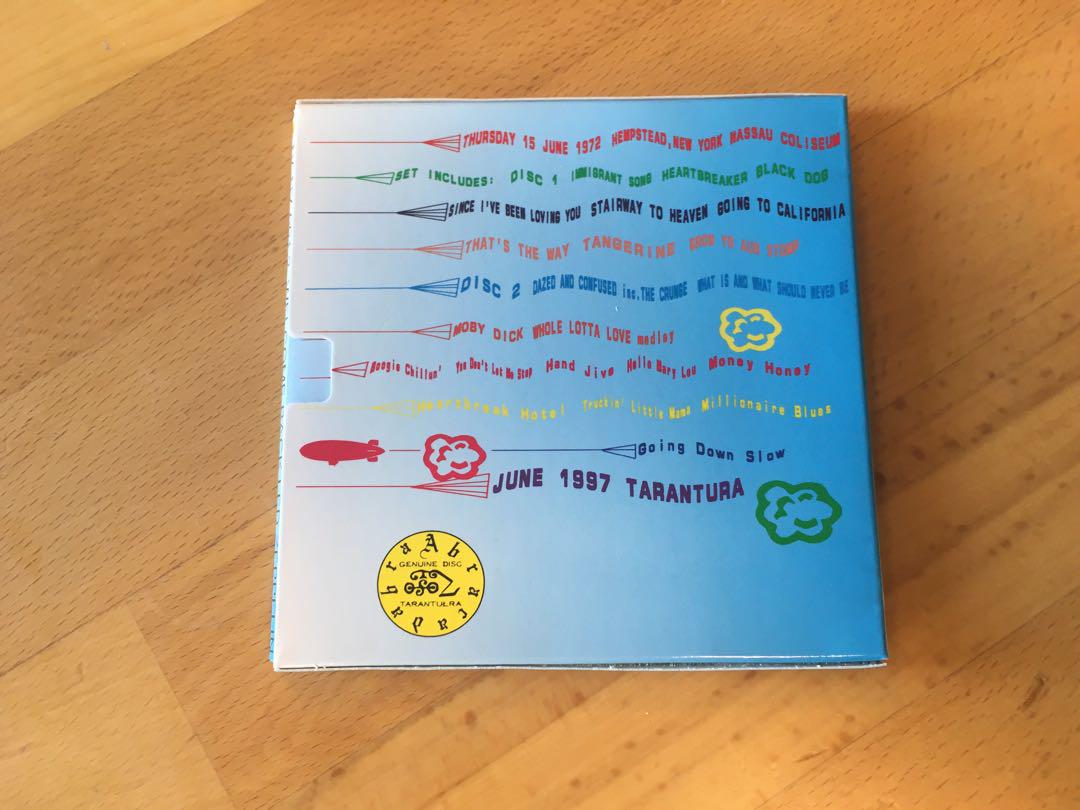 THURSDAY 15 JUNE 1972 HEMPSTEAD, NEW YORK NASSAU COLISEUM
SET INCLUDES: DISC 1 IMMIGRANT SONG HEARTBREAKER BLACK DOG
SINCE I'VE BEEN LOVING YOU STAIRWAY TO HEAVEN GOING TO CALIFORNIA
THAT'S THE WAY TANGERINE BRON YR AUR STOMP
DISC 2 DAZED AND CONFUSED inc. THE CRUNGE WHAT IS AND WHAT SHOULD NEVER BE
MOBY DICK WHOLE LOTTA LOVE medley
Boogie Chillun' You Don't Let Me Stop Hand Jive Hello Mary Lou Money Honey
Heartbreak Hotel Truckin' Little Mama Millionaire Blues
Going Down Slow
JUNE 1997 TARANTURA
Abra
GENUINE DISC
ZoSo
TARANTURA